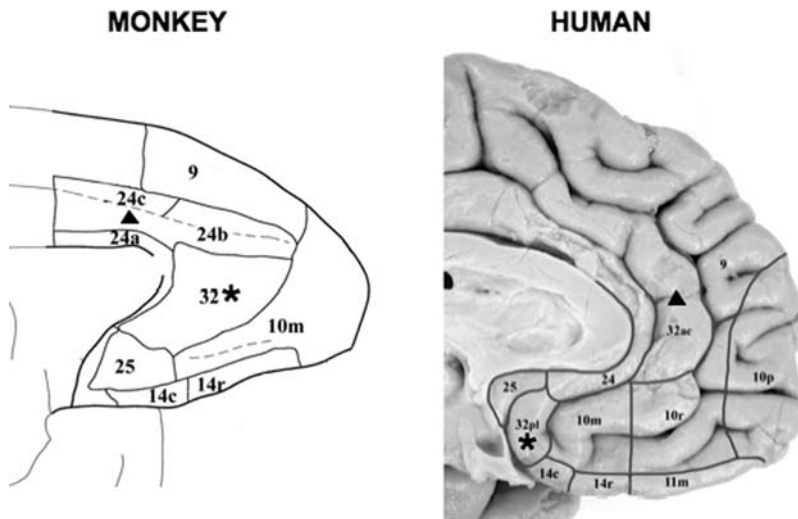 MONKEY
9
24c
24b
24a
32
10m
25
14c
14r
HUMAN
9
32ac
10p
24
25
10r
10m
32pl
14c
14r
11m